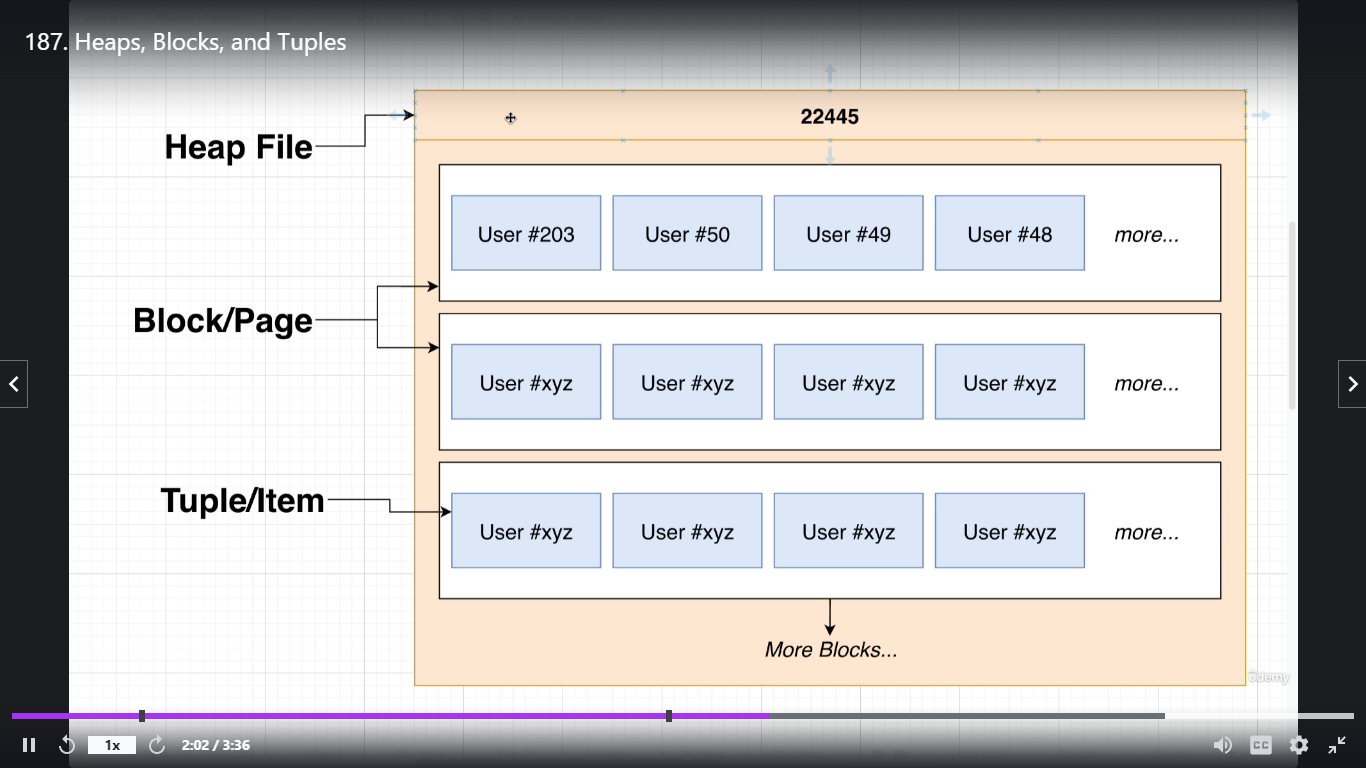 187. Heaps, Blocks, and Tuples
22445
Heap File
User #203 User #50 User #49 User #48 more...
Block/Page
User #xyz User #xyz User #xyz User #xyz more...
Tuple/Item
User #xyz User #xyz User #xyz User #xyz more...
More Blocks...
ûdemy
1x
2:02 / 3:36
CC